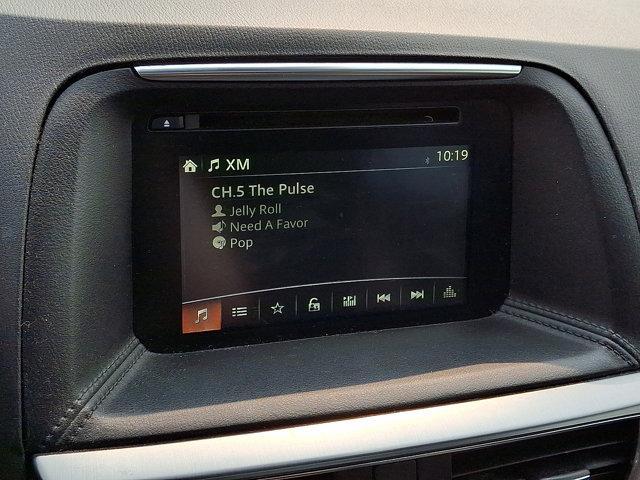 XM 10:19
CH.5 The Pulse
Jelly Roll
Need A Favor
Pop